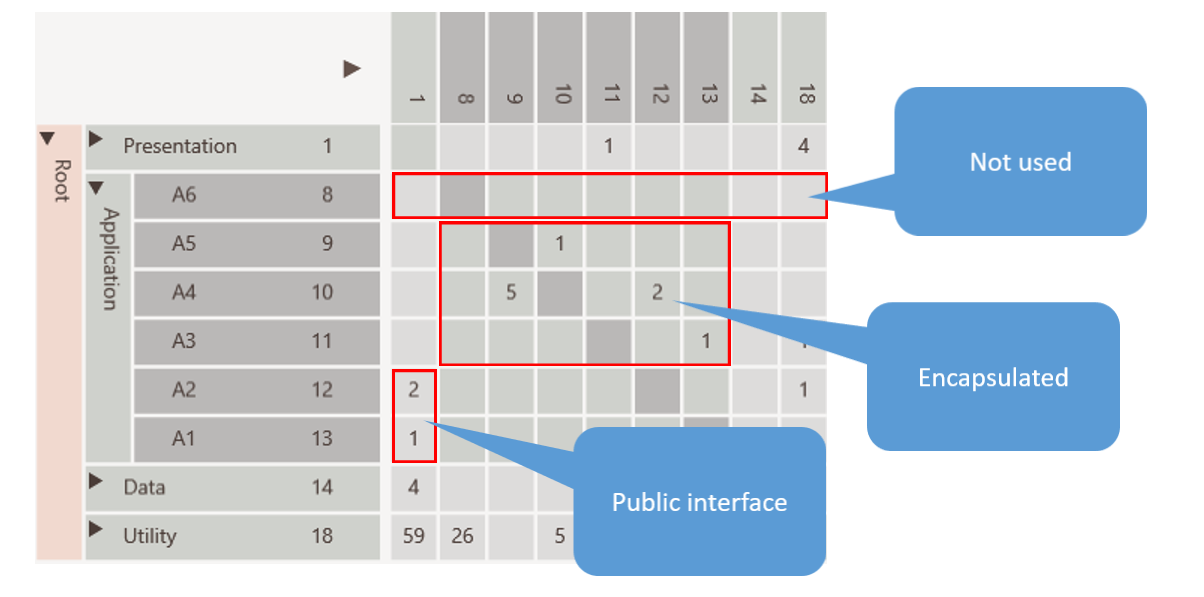 1 8 9 10 11 12 13 14 18
Root
Presentation 1 1 4
Not used
Application
A6 8
A5 9 1
A4 10 5 2
A3 11 1
Encapsulated
A2 12 2 1
A1 13 1
Public interface
Data 14 4
Utility 18 59 26 5